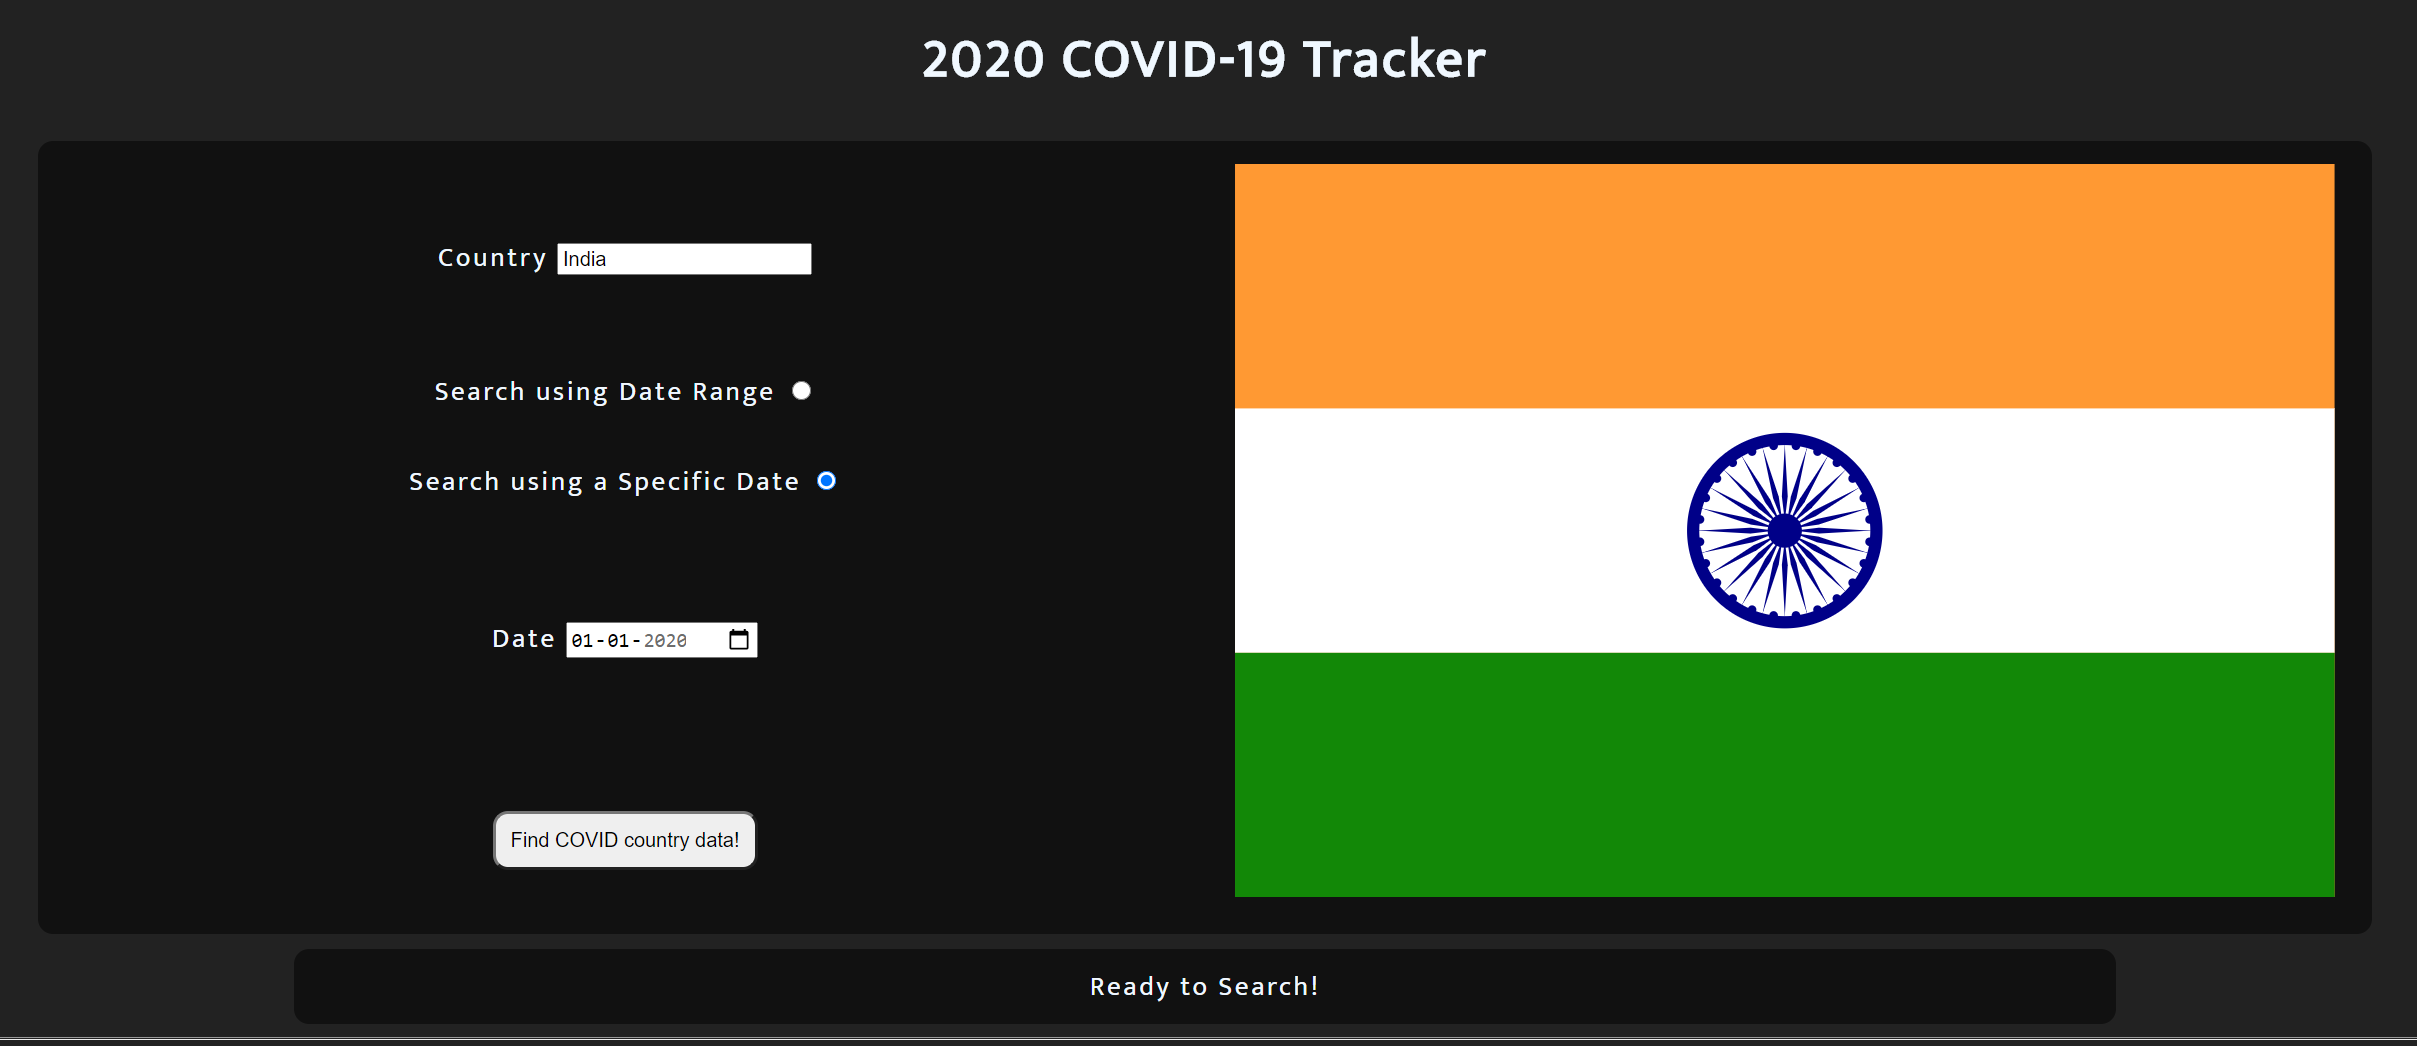 2020 COVID-19 Tracker
Country India
Search using Date Range
Search using a Specific Date
Date 01-01-2020
Find COVID country data!
Ready to Search!